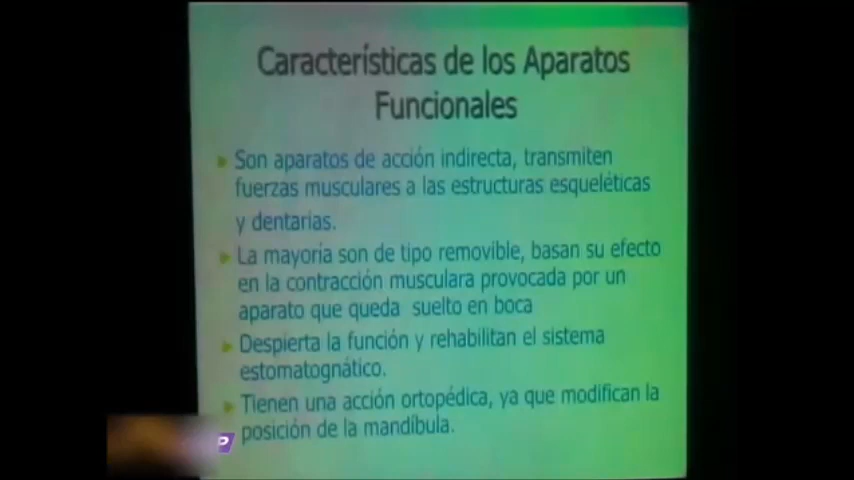 Características de los Aparatos
Funcionales
Son aparatos de acción indirecta, transmiten
fuerzas musculares a las estructuras esqueléticas
y dentarias.
La mayoría son de tipo removible, basan su efecto
en la contracción musculara provocada por un
aparato que queda suelto en boca
Despierta la función y rehabilitan el sistema
estomatognático.
Tienen una acción ortopédica, ya que modifican la
posición de la mandíbula.
P